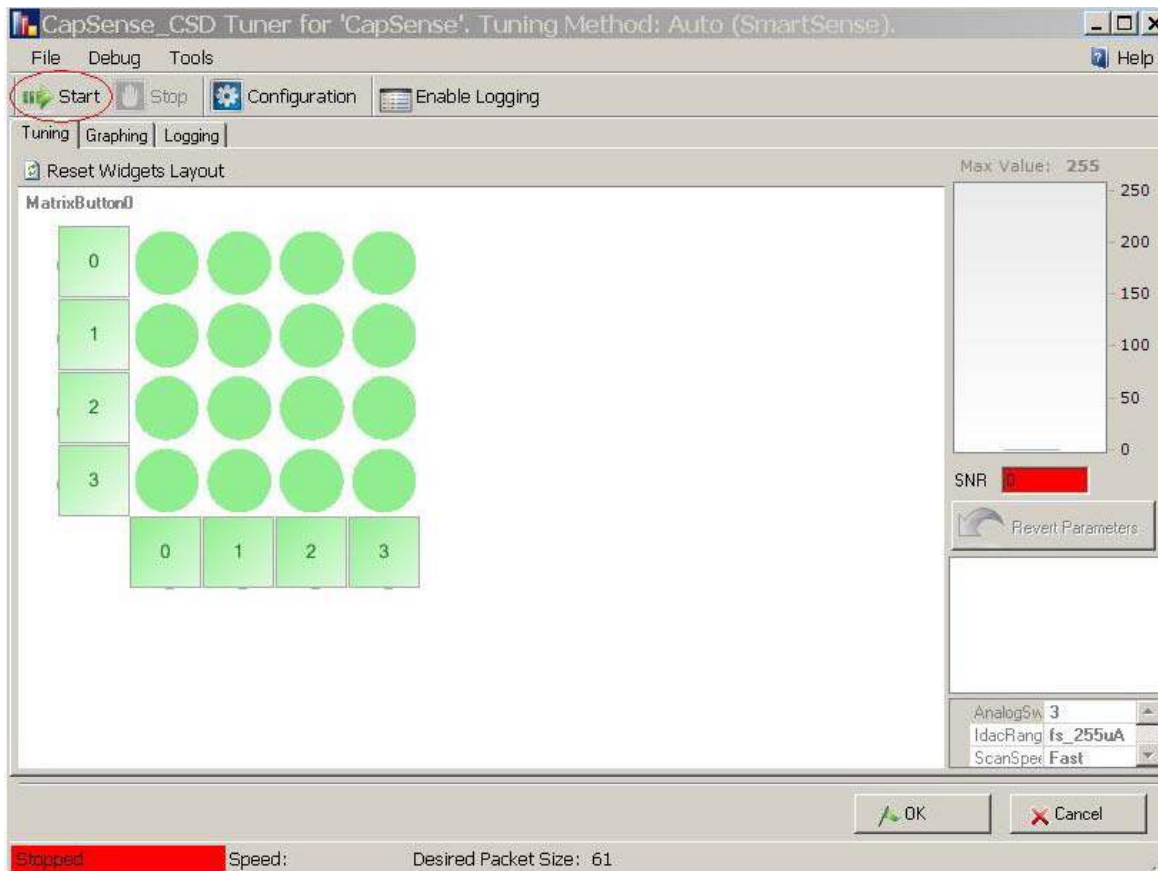 CapSense_CSD Tuner for 'CapSense'. Tuning Method: Auto (SmartSense).
File Debug Tools Help
Start Stop Configuration Enable Logging
Tuning Graphing Logging
Reset Widgets Layout
Max Value: 255
MatrixButton0
250
200
150
100
50
0
0
1
2
3
0 1 2 3
SNR 0
Revert Parameters
AnalogSw 3
IdacRang fs_255uA
ScanSpee Fast
OK Cancel
Stopped Speed: Desired Packet Size: 61